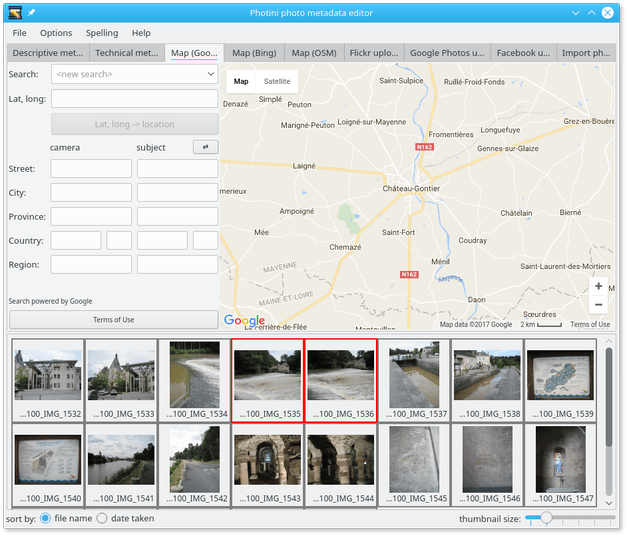 Photini photo metadata editor
File Options Spelling Help
Descriptive met... Technical met... Map (Goo... Map (Bing) Map (OSM) Flickr uplo... Google Photos u... Facebook u... Import ph...
Search: <new search>
Lat, long:
Lat, long -> location
camera subject
Street:
City:
Province:
Country:
Region:
Search powered by Google
Terms of Use
Map Satellite
Saint-Sulpice
Ruillé-Froid-Fonds
Denazé
Simplé
Peuton
Marigné-Peuton
Loigné-sur-Mayenne
Grez-en-Bouère
Fromentières
Longuefuye
Gennes-sur-Glaize
N162
Laigné
Château-Gontier
merieux
Ampoigné
Châtelain
Bierné
Mée
Saint-Fort
Coudray
Chemazé
Ménil
MAYENNE
Saint-Laurent-des-Mortiers
N162
MAINE-ET-LOIRE
Daon
Sœurdres
+
−
Google
La Ferrière-de-Flée
Map data ©2017 Google 2 km Terms of Use
...100_IMG_1532 ...100_IMG_1533 ...100_IMG_1534 ...100_IMG_1535 ...100_IMG_1536 ...100_IMG_1537 ...100_IMG_1538 ...100_IMG_1539
...100_IMG_1540 ...100_IMG_1541 ...100_IMG_1542 ...100_IMG_1543 ...100_IMG_1544 ...100_IMG_1545 ...100_IMG_1546 ...100_IMG_1547
sort by: file name date taken thumbnail size: